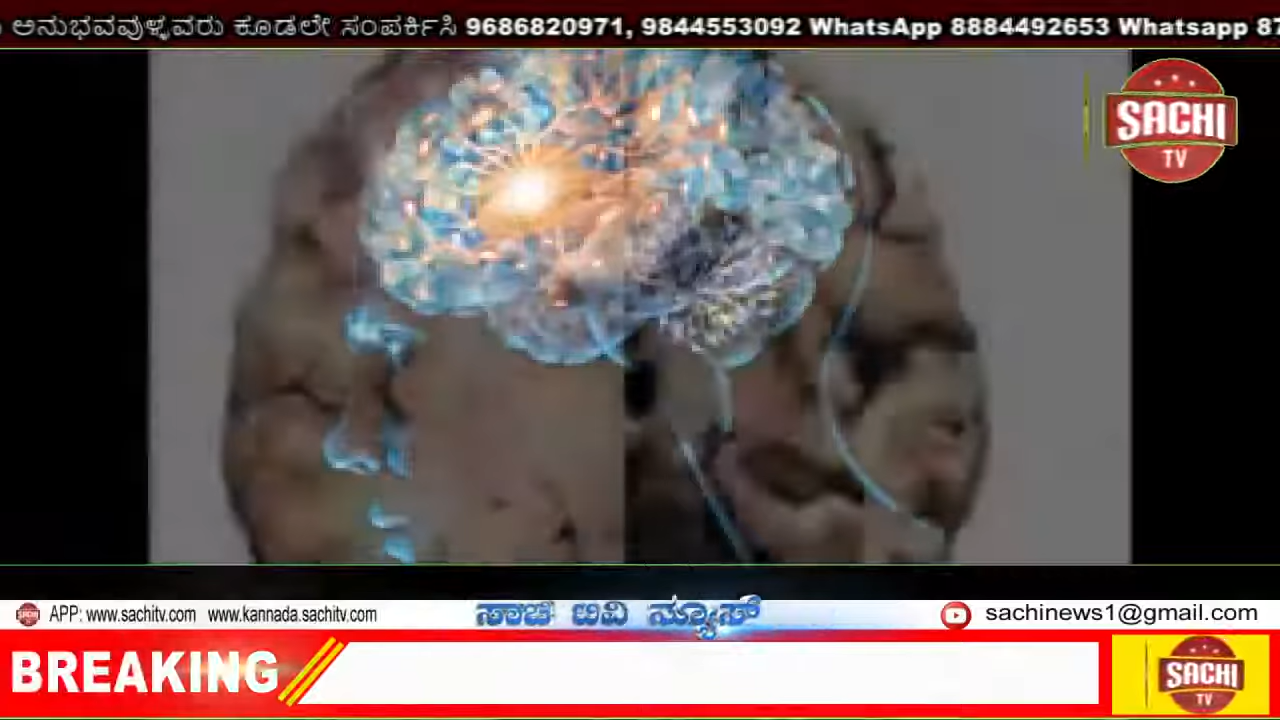 ಅನುಭವವುಳ್ಳವರು ಕೂಡಲೇ ಸಂಪರ್ಕಿಸಿ 9686820971, 9844553092 WhatsApp 8884492653 Whatsapp 87
SACHI
TV
APP: www.sachitv.com www.kannada.sachitv.com
ಸಾಚಿ ಟಿವಿ ನ್ಯೂಸ್
sachinews1@gmail.com
BREAKING
SACHI
TV